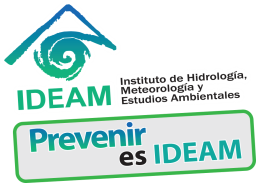 IDEAM
Instituto de Hidrología,
Meteorología y
Estudios Ambientales
Prevenir
es IDEAM